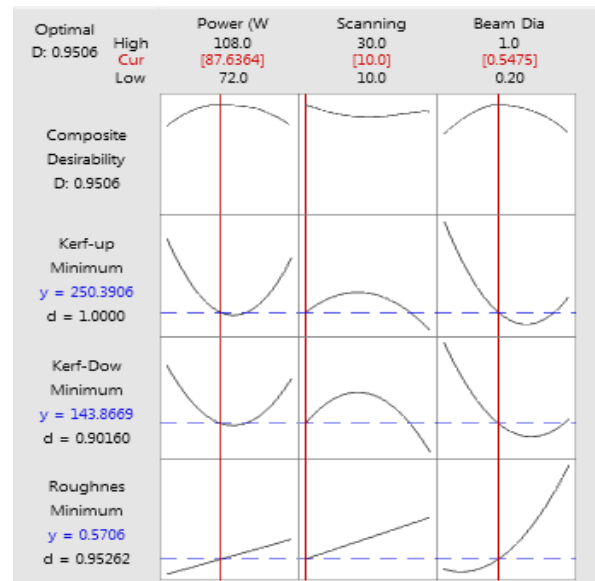 Optimal
D: 0.9506
High
Cur
Low
Power (W
108.0
[87.6364]
72.0
Scanning
30.0
[10.0]
10.0
Beam Dia
1.0
[0.5475]
0.20
Composite
Desirability
D: 0.9506
Kerf-up
Minimum
y = 250.3906
d = 1.0000
Kerf-Dow
Minimum
y = 143.8669
d = 0.90160
Roughnes
Minimum
y = 0.5706
d = 0.95262